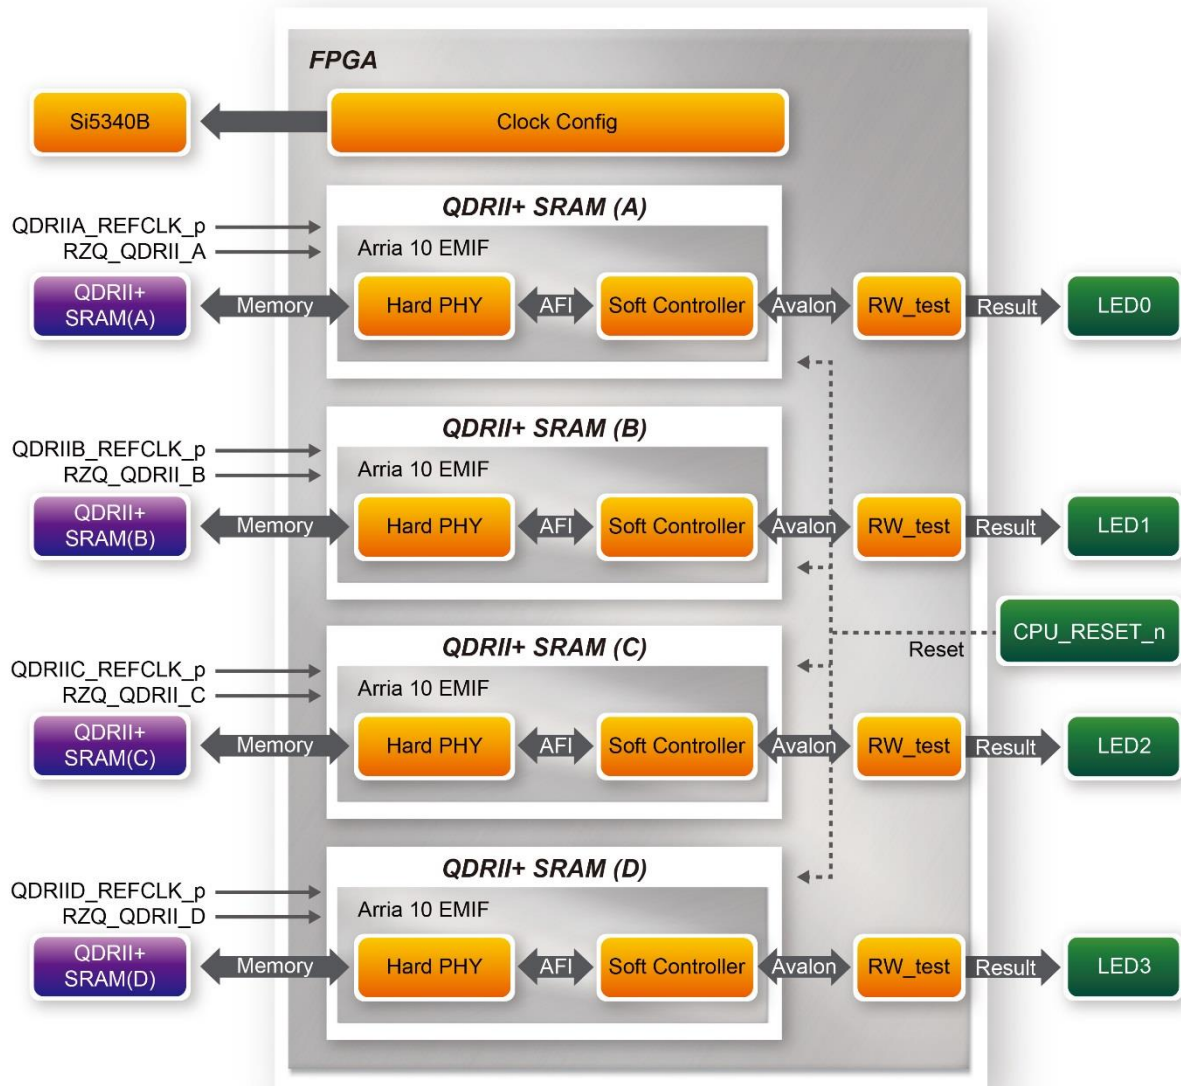 FPGA
Si5340B
Clock Config
QDRII+ SRAM (A)
QDRIIA_REFCLK_p
RZQ_QDRII_A
Arria 10 EMIF
QDRII+
SRAM(A)
Memory
Hard PHY
AFI
Soft Controller
Avalon
RW_test
Result
LED0
QDRII+ SRAM (B)
QDRIIB_REFCLK_p
RZQ_QDRII_B
Arria 10 EMIF
QDRII+
SRAM(B)
Memory
Hard PHY
AFI
Soft Controller
Avalon
RW_test
Result
LED1
CPU_RESET_n
Reset
QDRII+ SRAM (C)
QDRIIC_REFCLK_p
RZQ_QDRII_C
Arria 10 EMIF
QDRII+
SRAM(C)
Memory
Hard PHY
AFI
Soft Controller
Avalon
RW_test
Result
LED2
QDRII+ SRAM (D)
QDRIID_REFCLK_p
RZQ_QDRII_D
Arria 10 EMIF
QDRII+
SRAM(D)
Memory
Hard PHY
AFI
Soft Controller
Avalon
RW_test
Result
LED3